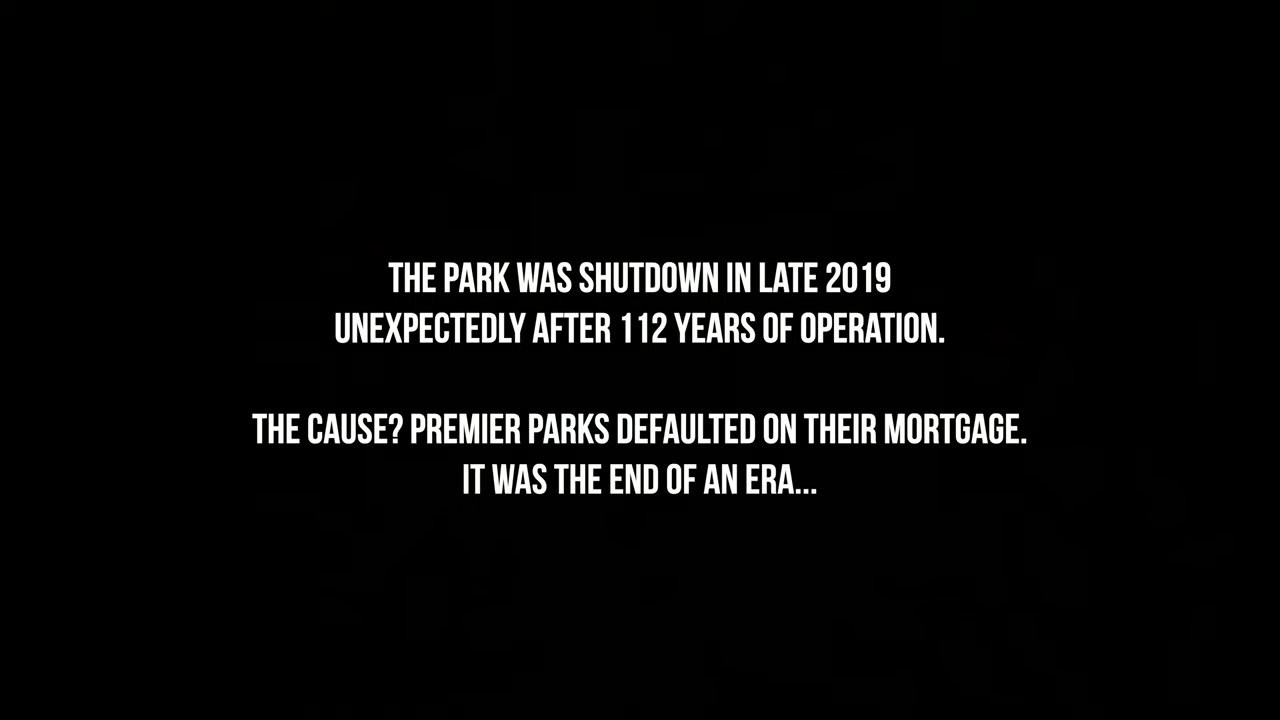 THE PARK WAS SHUTDOWN IN LATE 2019
UNEXPECTEDLY AFTER 112 YEARS OF OPERATION.
THE CAUSE? PREMIER PARKS DEFAULTED ON THEIR MORTGAGE.
IT WAS THE END OF AN ERA...